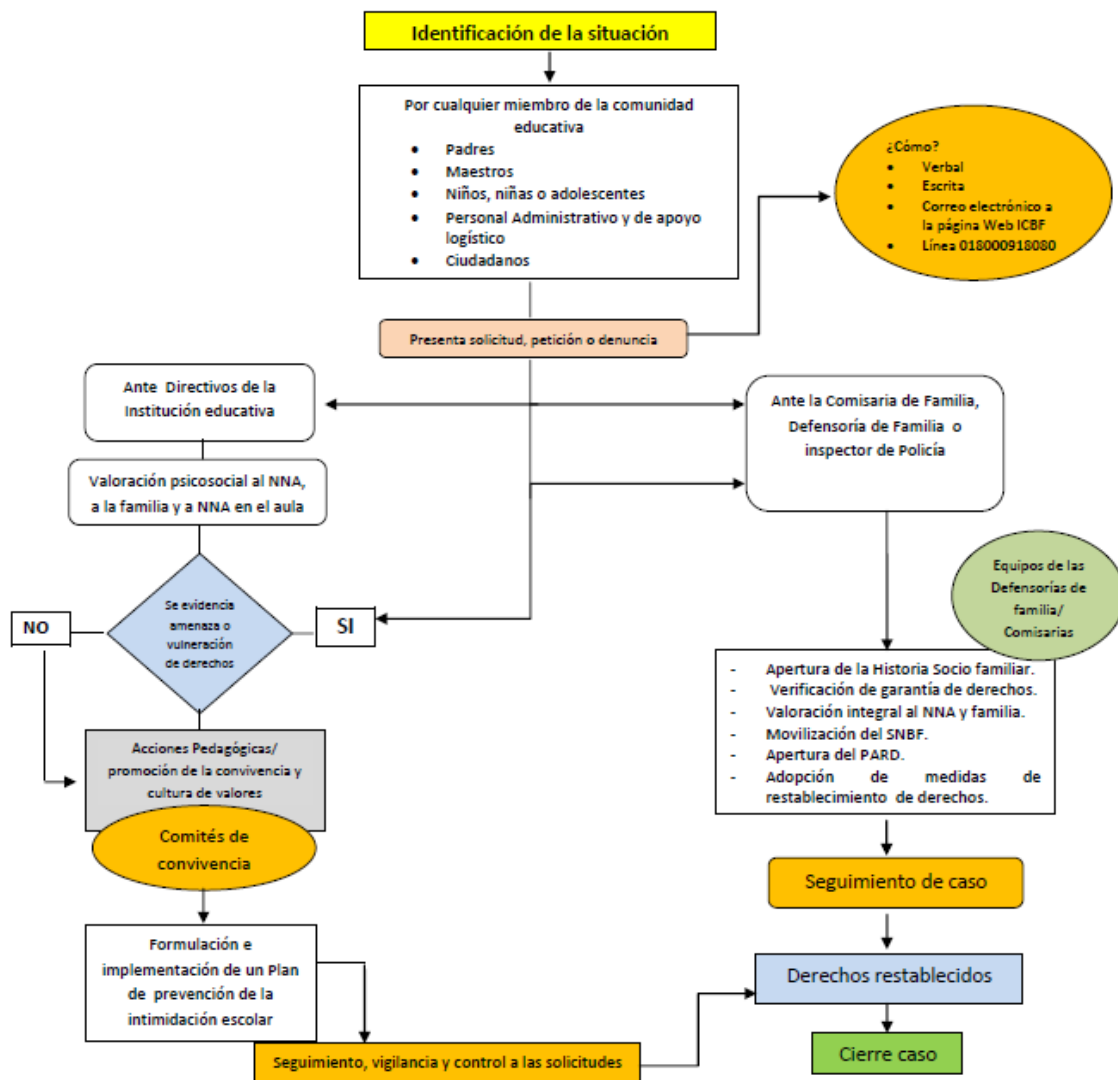 Identificación de la situación
Por cualquier miembro de la comunidad
educativa
• Padres
• Maestros
• Niños, niñas o adolescentes
• Personal Administrativo y de apoyo
logístico
• Ciudadanos
¿Cómo?
• Verbal
• Escrita
• Correo electrónico a
la página Web ICBF
• Línea 018000918080
Presenta solicitud, petición o denuncia
Ante Directivos de la
Institución educativa
Ante la Comisaria de Familia,
Defensoría de Familia o
inspector de Policía
Valoración psicosocial al NNA,
a la familia y a NNA en el aula
Se evidencia
amenaza o
vulneración
de derechos
NO
SI
Equipos de las
Defensorías de
familia/
Comisarias
- Apertura de la Historia Socio familiar.
- Verificación de garantía de derechos.
- Valoración integral al NNA y familia.
- Movilización del SNBF.
- Apertura del PARD.
- Adopción de medidas de
restablecimiento de derechos.
Acciones Pedagógicas/
promoción de la convivencia y
cultura de valores
Comités de
convivencia
Seguimiento de caso
Formulación e
implementación de un Plan
de prevención de la
intimidación escolar
Derechos restablecidos
Seguimiento, vigilancia y control a las solicitudes
Cierre caso